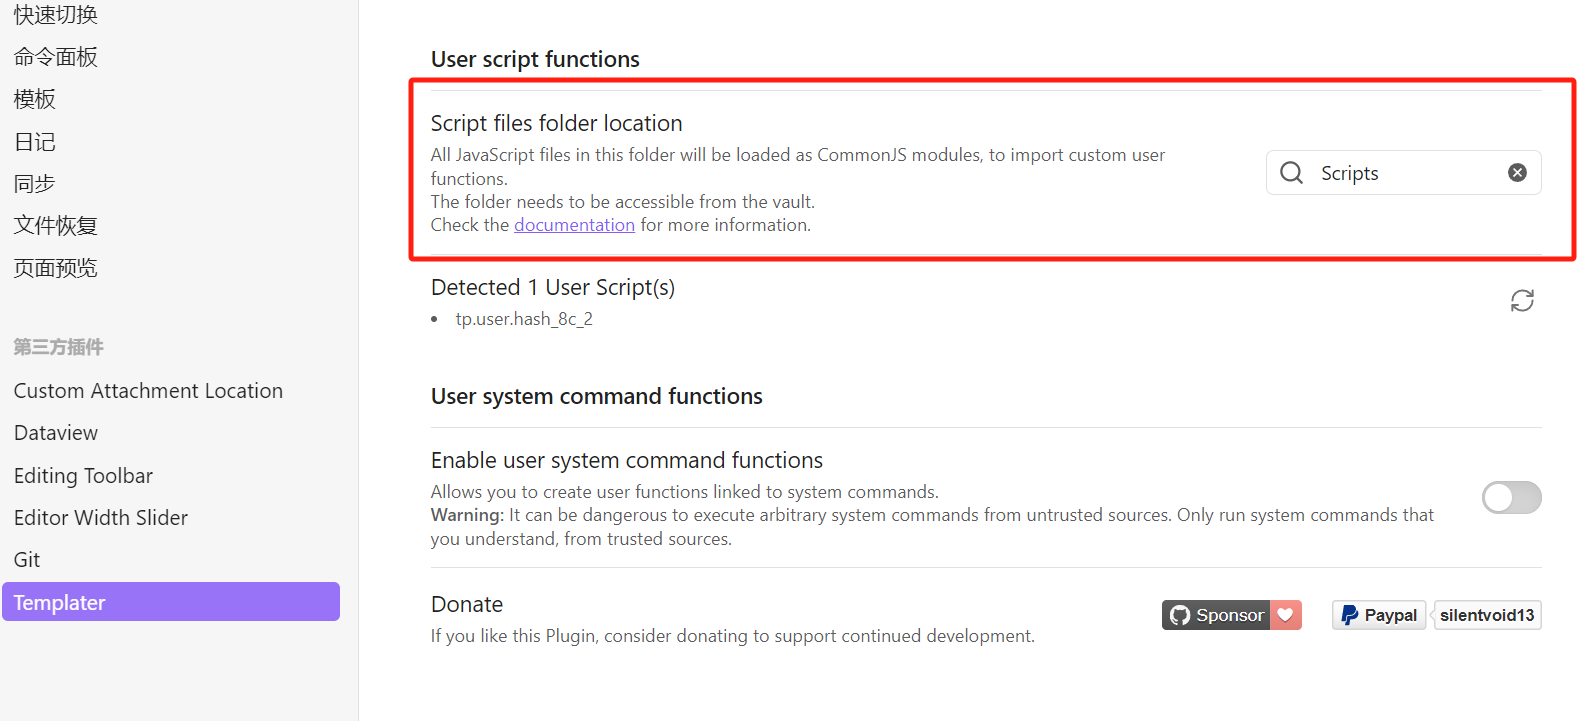 快速切换
命令面板
模板
日记
同步
文件恢复
页面预览
第三方插件
Custom Attachment Location
Dataview
Editing Toolbar
Editor Width Slider
Git
Templater
User script functions
Script files folder location
All JavaScript files in this folder will be loaded as CommonJS modules, to import custom user
functions.
The folder needs to be accessible from the vault.
Check the documentation for more information.
Scripts
Detected 1 User Script(s)
• tp.user.hash_8c_2
User system command functions
Enable user system command functions
Allows you to create user functions linked to system commands.
Warning: It can be dangerous to execute arbitrary system commands from untrusted sources. Only run system commands that
you understand, from trusted sources.
Donate
If you like this Plugin, consider donating to support continued development.
Sponsor
Paypal silentvoid13